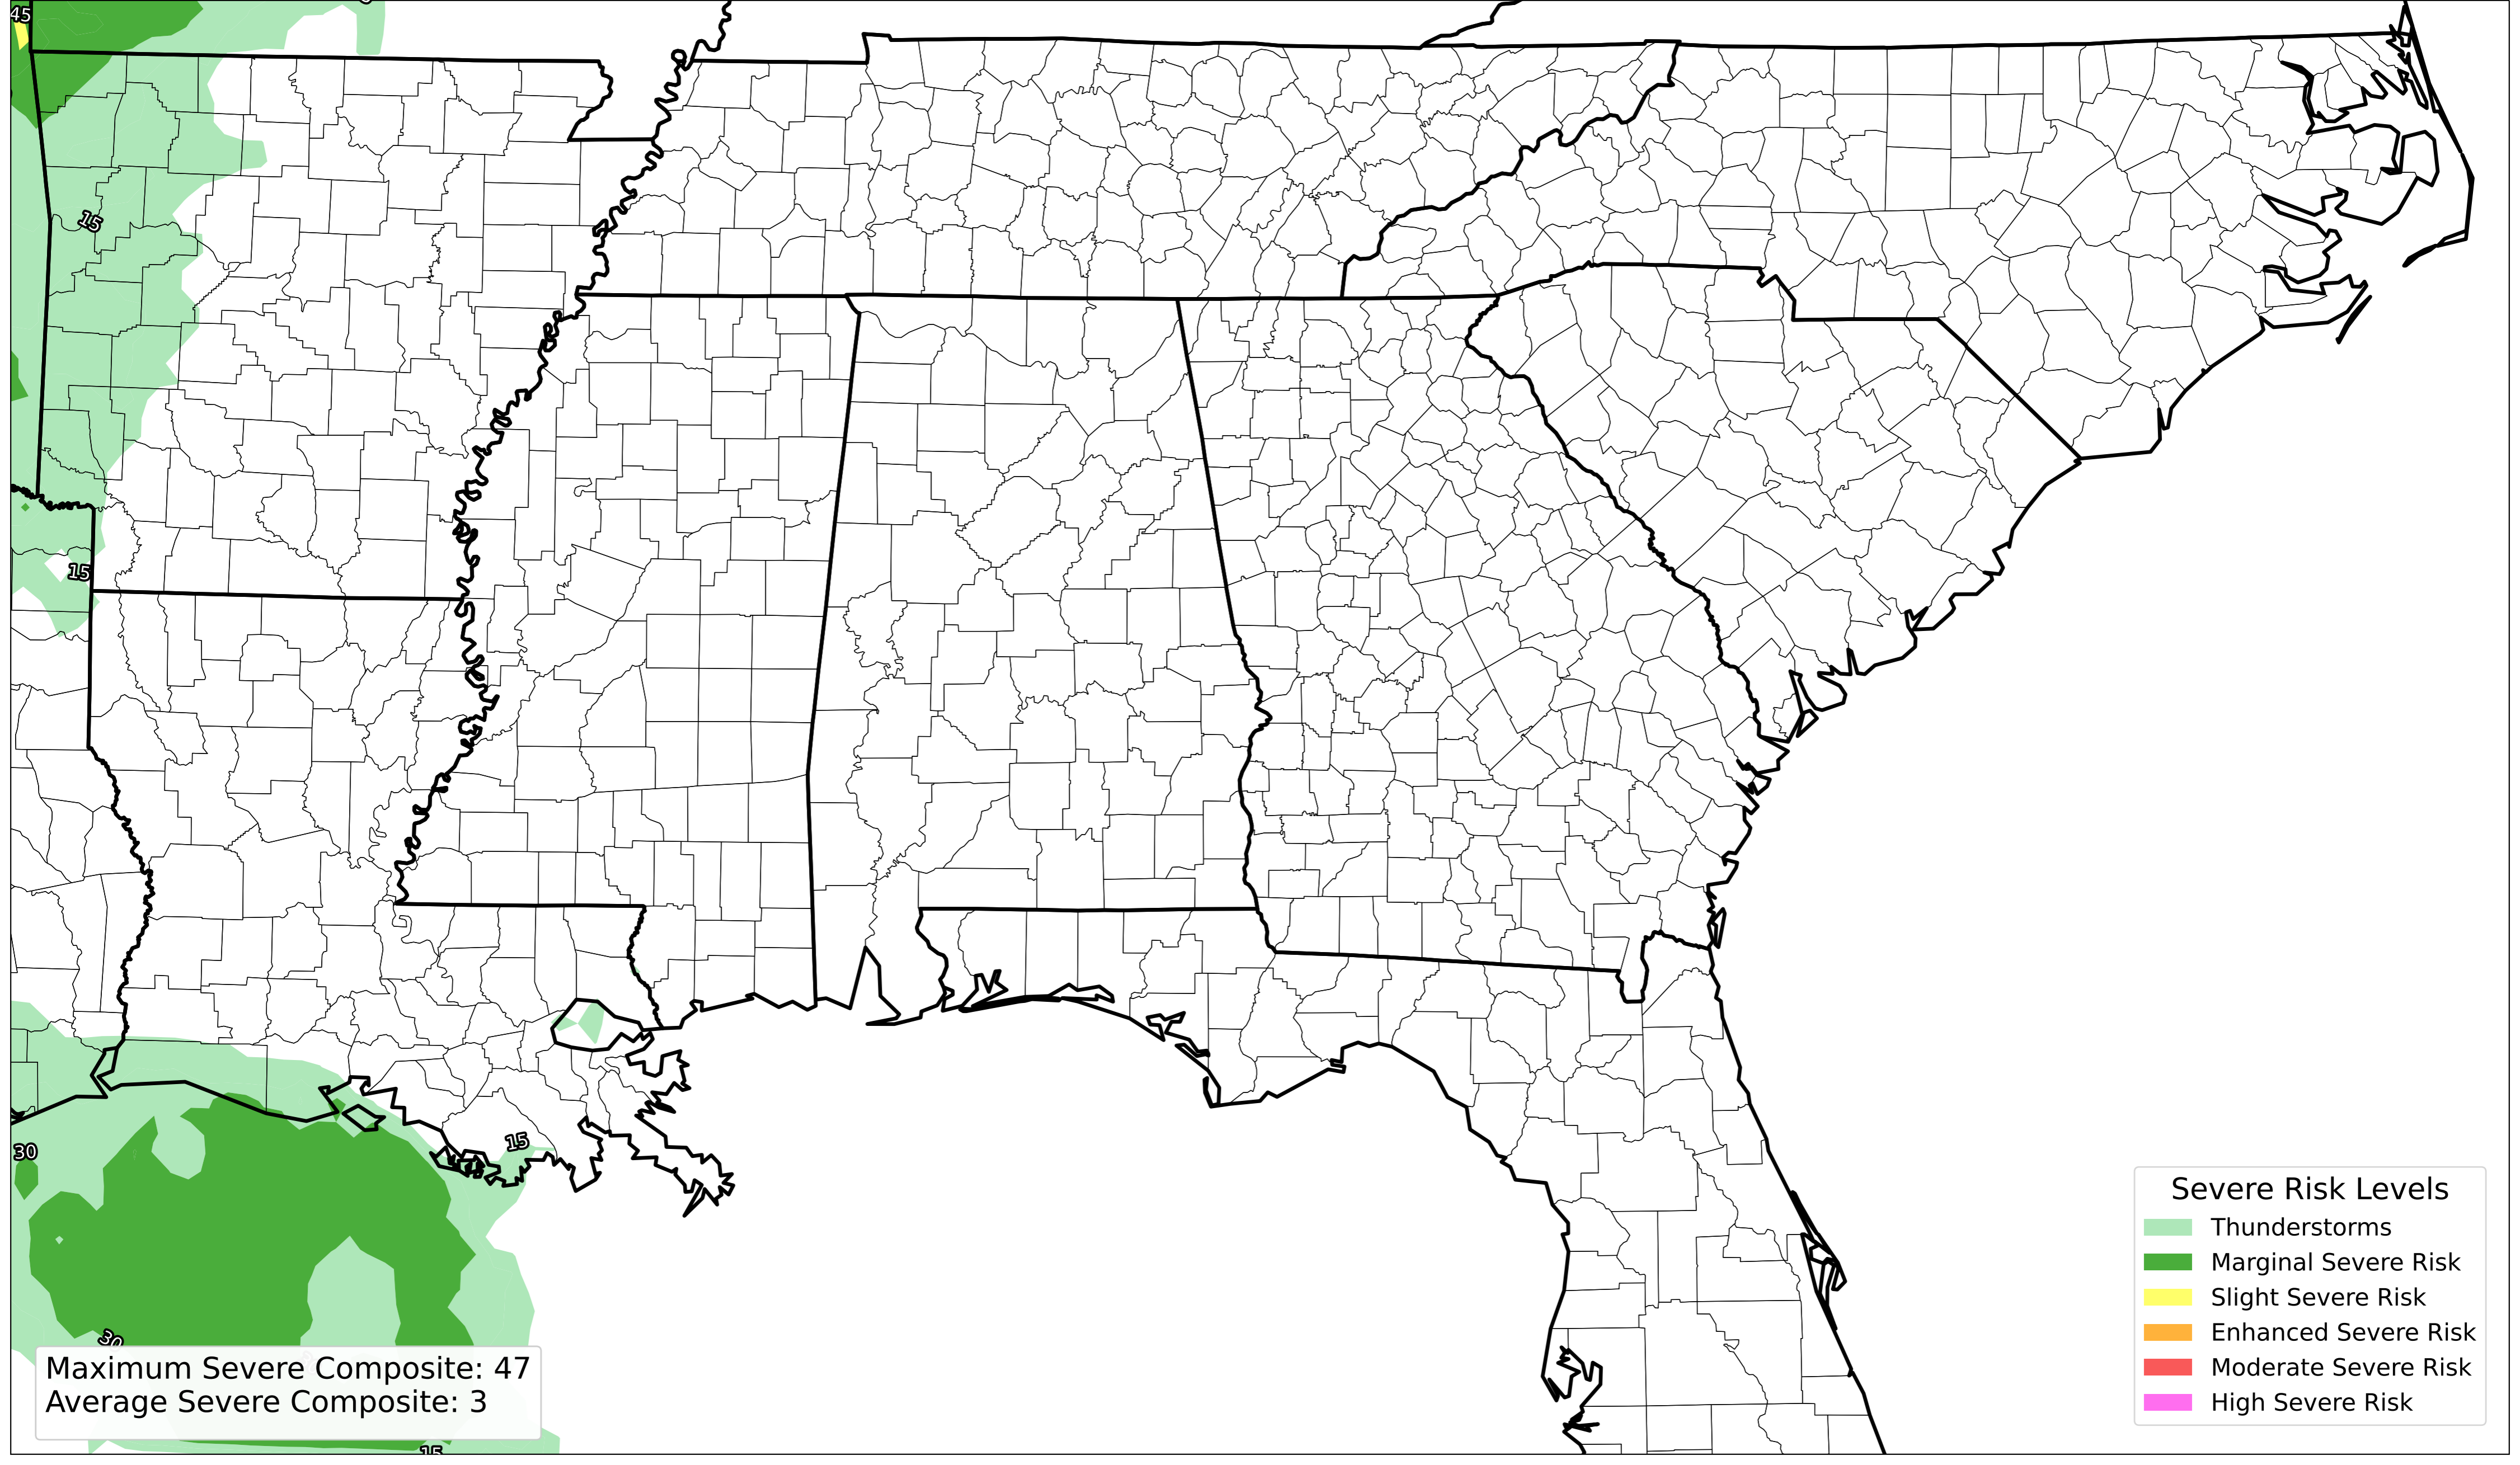 45
15
15
15
30
30
15
Maximum Severe Composite: 47
Average Severe Composite: 3
Severe Risk Levels
Thunderstorms
Marginal Severe Risk
Slight Severe Risk
Enhanced Severe Risk
Moderate Severe Risk
High Severe Risk